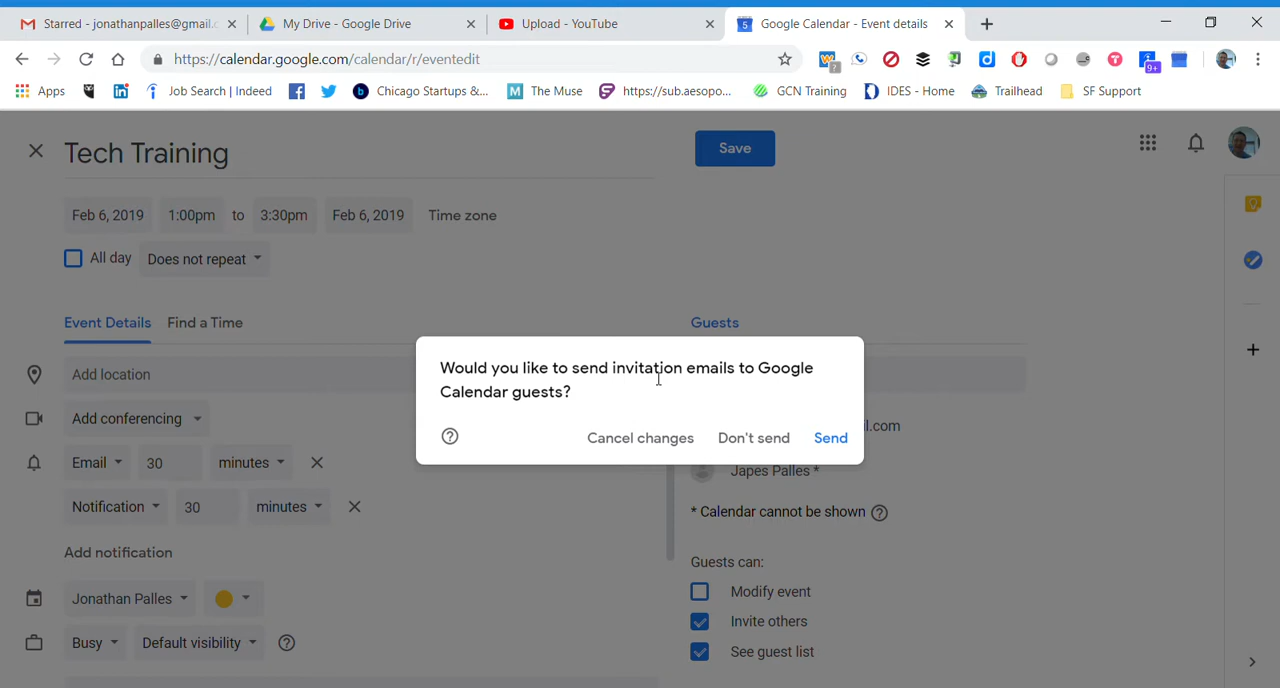 Starred - jonathanpalles@gmail.c
My Drive - Google Drive
Upload - YouTube
5
Google Calendar - Event details
https://calendar.google.com/calendar/r/eventedit
?
9+
Apps
Job Search | Indeed
Chicago Startups &...
The Muse
https://sub.aesopo...
GCN Training
IDES - Home
Trailhead
SF Support
Tech Training
Save
Feb 6, 2019 1:00pm to 3:30pm Feb 6, 2019 Time zone
All day Does not repeat
Event Details Find a Time
Guests
Add location
Add conferencing
Email 30 minutes
Notification 30 minutes
Add notification
Jonathan Palles
Busy Default visibility
Would you like to send invitation emails to Google
Calendar guests?
Cancel changes Don't send Send
il.com
Japes Palles *
* Calendar cannot be shown
Guests can:
Modify event
Invite others
See guest list